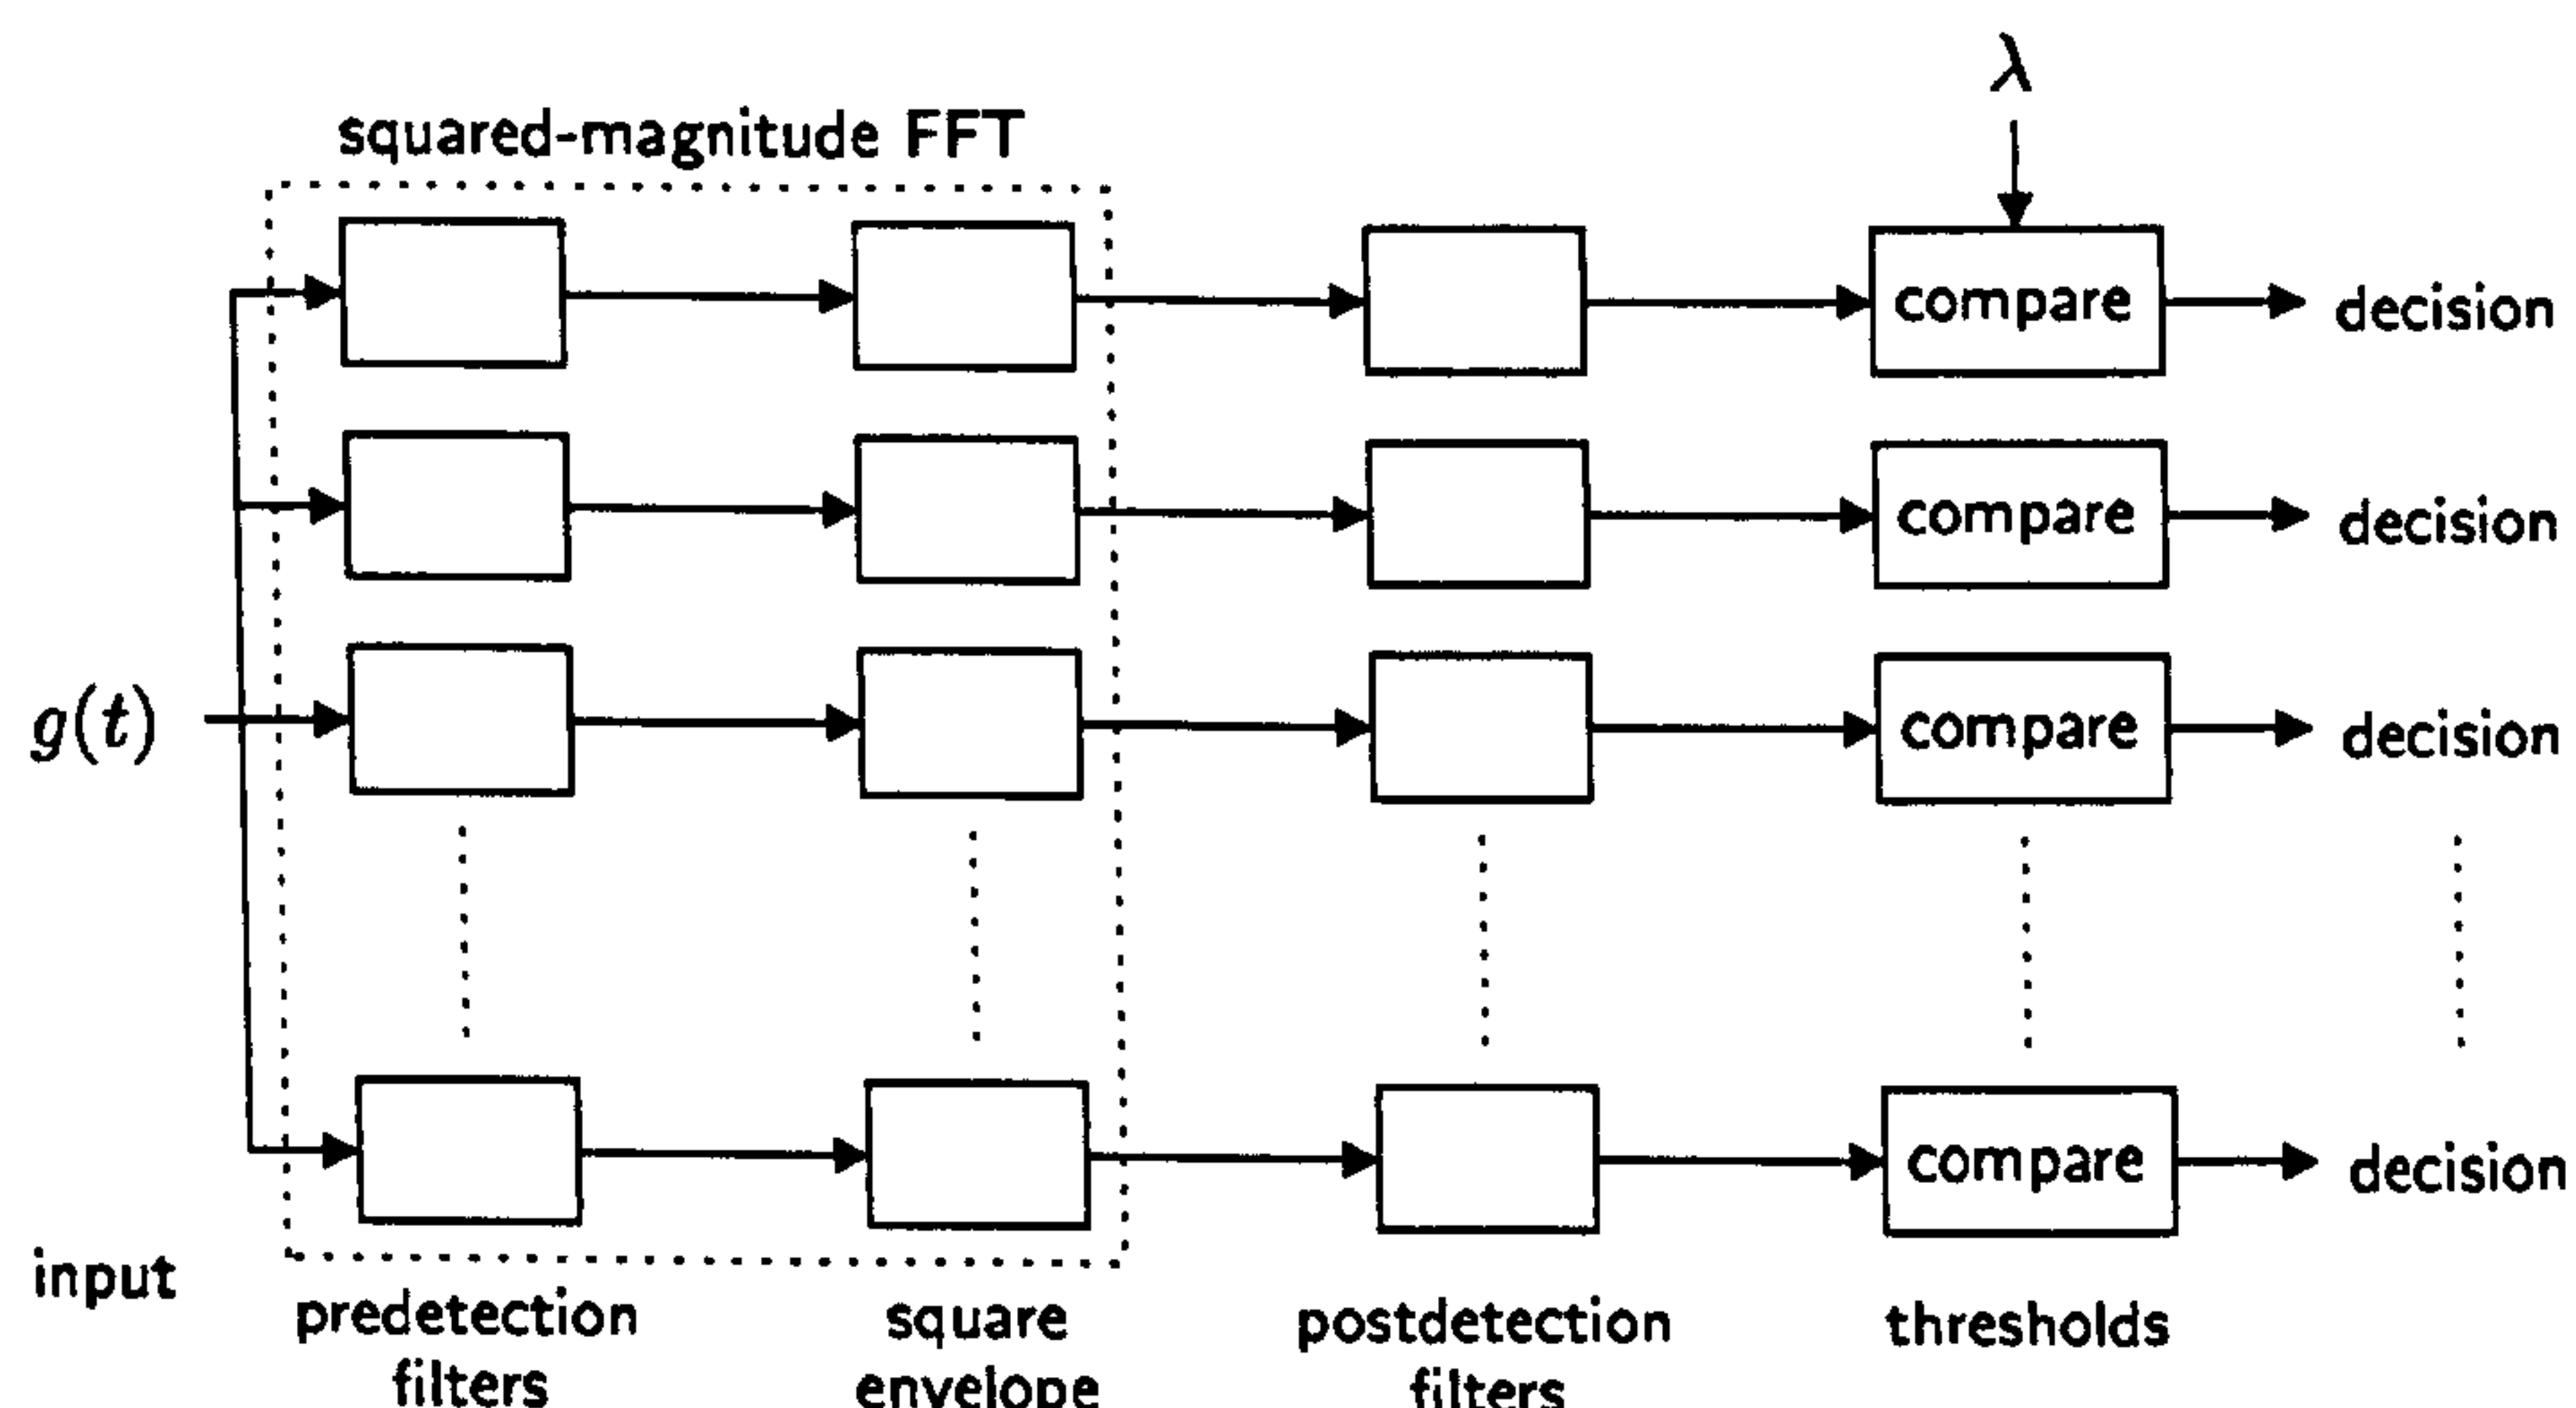 λ
squared-magnitude FFT
compare
decision
compare
decision
g(t)
compare
decision
compare
decision
input
predetection
filters
square
envelope
postdetection
filters
thresholds